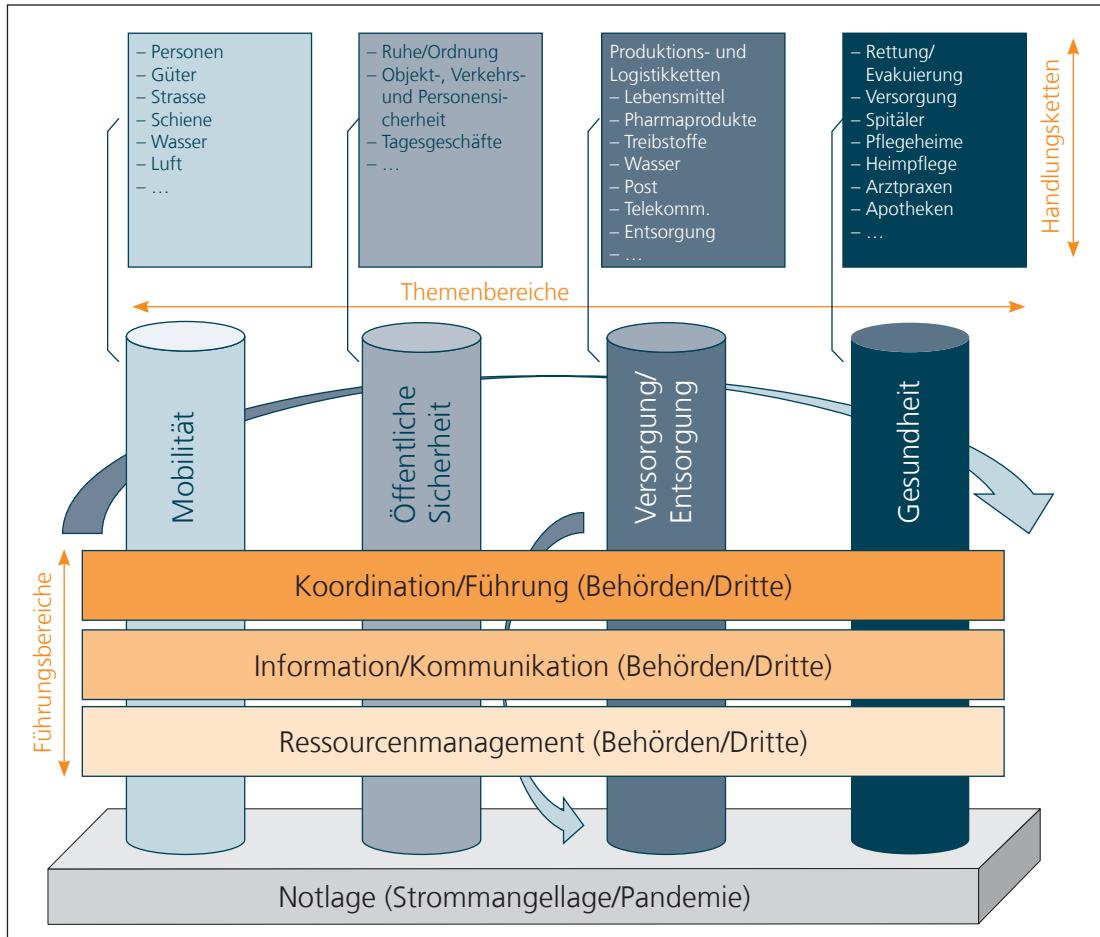 – Personen
– Güter
– Strasse
– Schiene
– Wasser
– Luft
– …
– Ruhe/Ordnung
– Objekt-, Verkehrs-
und Personensi-
cherheit
– Tagesgeschäfte
– …
Produktions- und
Logistikketten
– Lebensmittel
– Pharmaprodukte
– Treibstoffe
– Wasser
– Post
– Telekomm.
– Entsorgung
– …
– Rettung/
Evakuierung
– Versorgung
– Spitäler
– Pflegeheime
– Heimpflege
– Arztpraxen
– Apotheken
– …
Handlungsketten
Themenbereiche
Mobilität
Öffentliche
Sicherheit
Versorgung/
Entsorgung
Gesundheit
Führungsbereiche
Koordination/Führung (Behörden/Dritte)
Information/Kommunikation (Behörden/Dritte)
Ressourcenmanagement (Behörden/Dritte)
Notlage (Strommangellage/Pandemie)